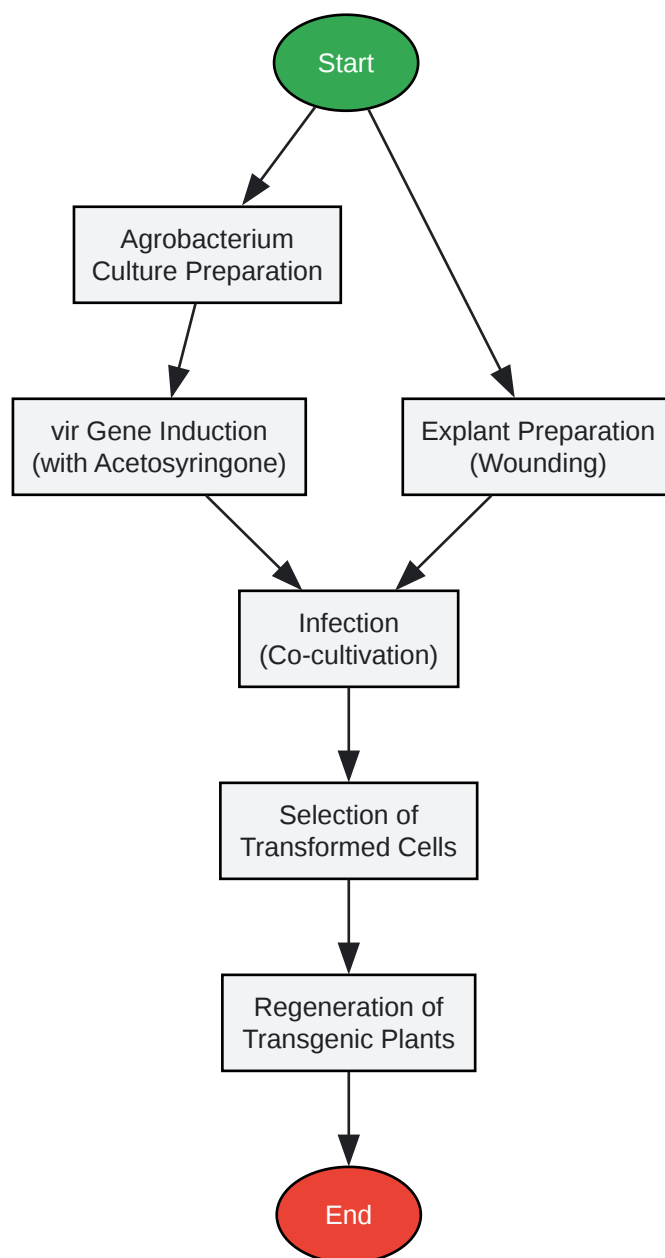 Start
Agrobacterium
Culture Preparation
vir Gene Induction
(with Acetosyringone)
Explant Preparation
(Wounding)
Infection
(Co-cultivation)
Selection of
Transformed Cells
Regeneration of
Transgenic Plants
End